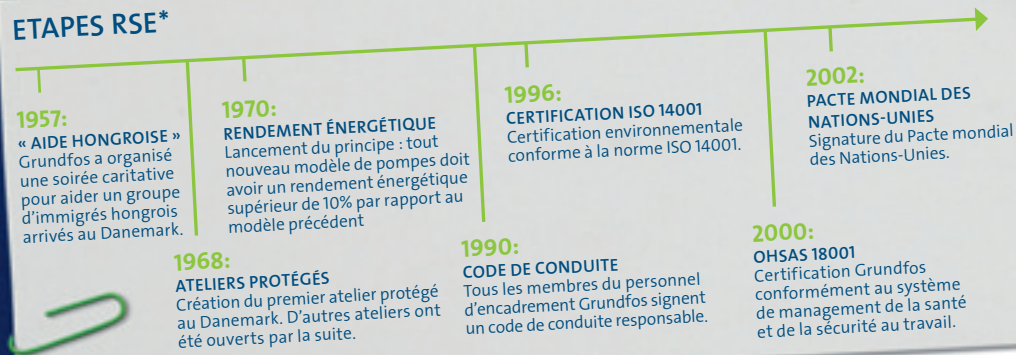 ETAPES RSE*
1957:
« AIDE HONGROISE »
Grundfos a organisé
une soirée caritative
pour aider un groupe
d'immigrés hongrois
arrivés au Danemark.
1968:
ATELIERS PROTÉGÉS
Création du premier atelier protégé
au Danemark. D'autres ateliers ont
été ouverts par la suite.
1970:
RENDEMENT ÉNERGÉTIQUE
Lancement du principe : tout
nouveau modèle de pompes doit
avoir un rendement énergétique
supérieur de 10% par rapport au
modèle précédent
1990:
CODE DE CONDUITE
Tous les membres du personnel
d'encadrement Grundfos signent
un code de conduite responsable.
1996:
CERTIFICATION ISO 14001
Certification environnementale
conforme à la norme ISO 14001.
2000:
OHSAS 18001
Certification Grundfos
conformément au système
de management de la santé
et de la sécurité au travail.
2002:
PACTE MONDIAL DES
NATIONS-UNIES
Signature du Pacte mondial
des Nations-Unies.